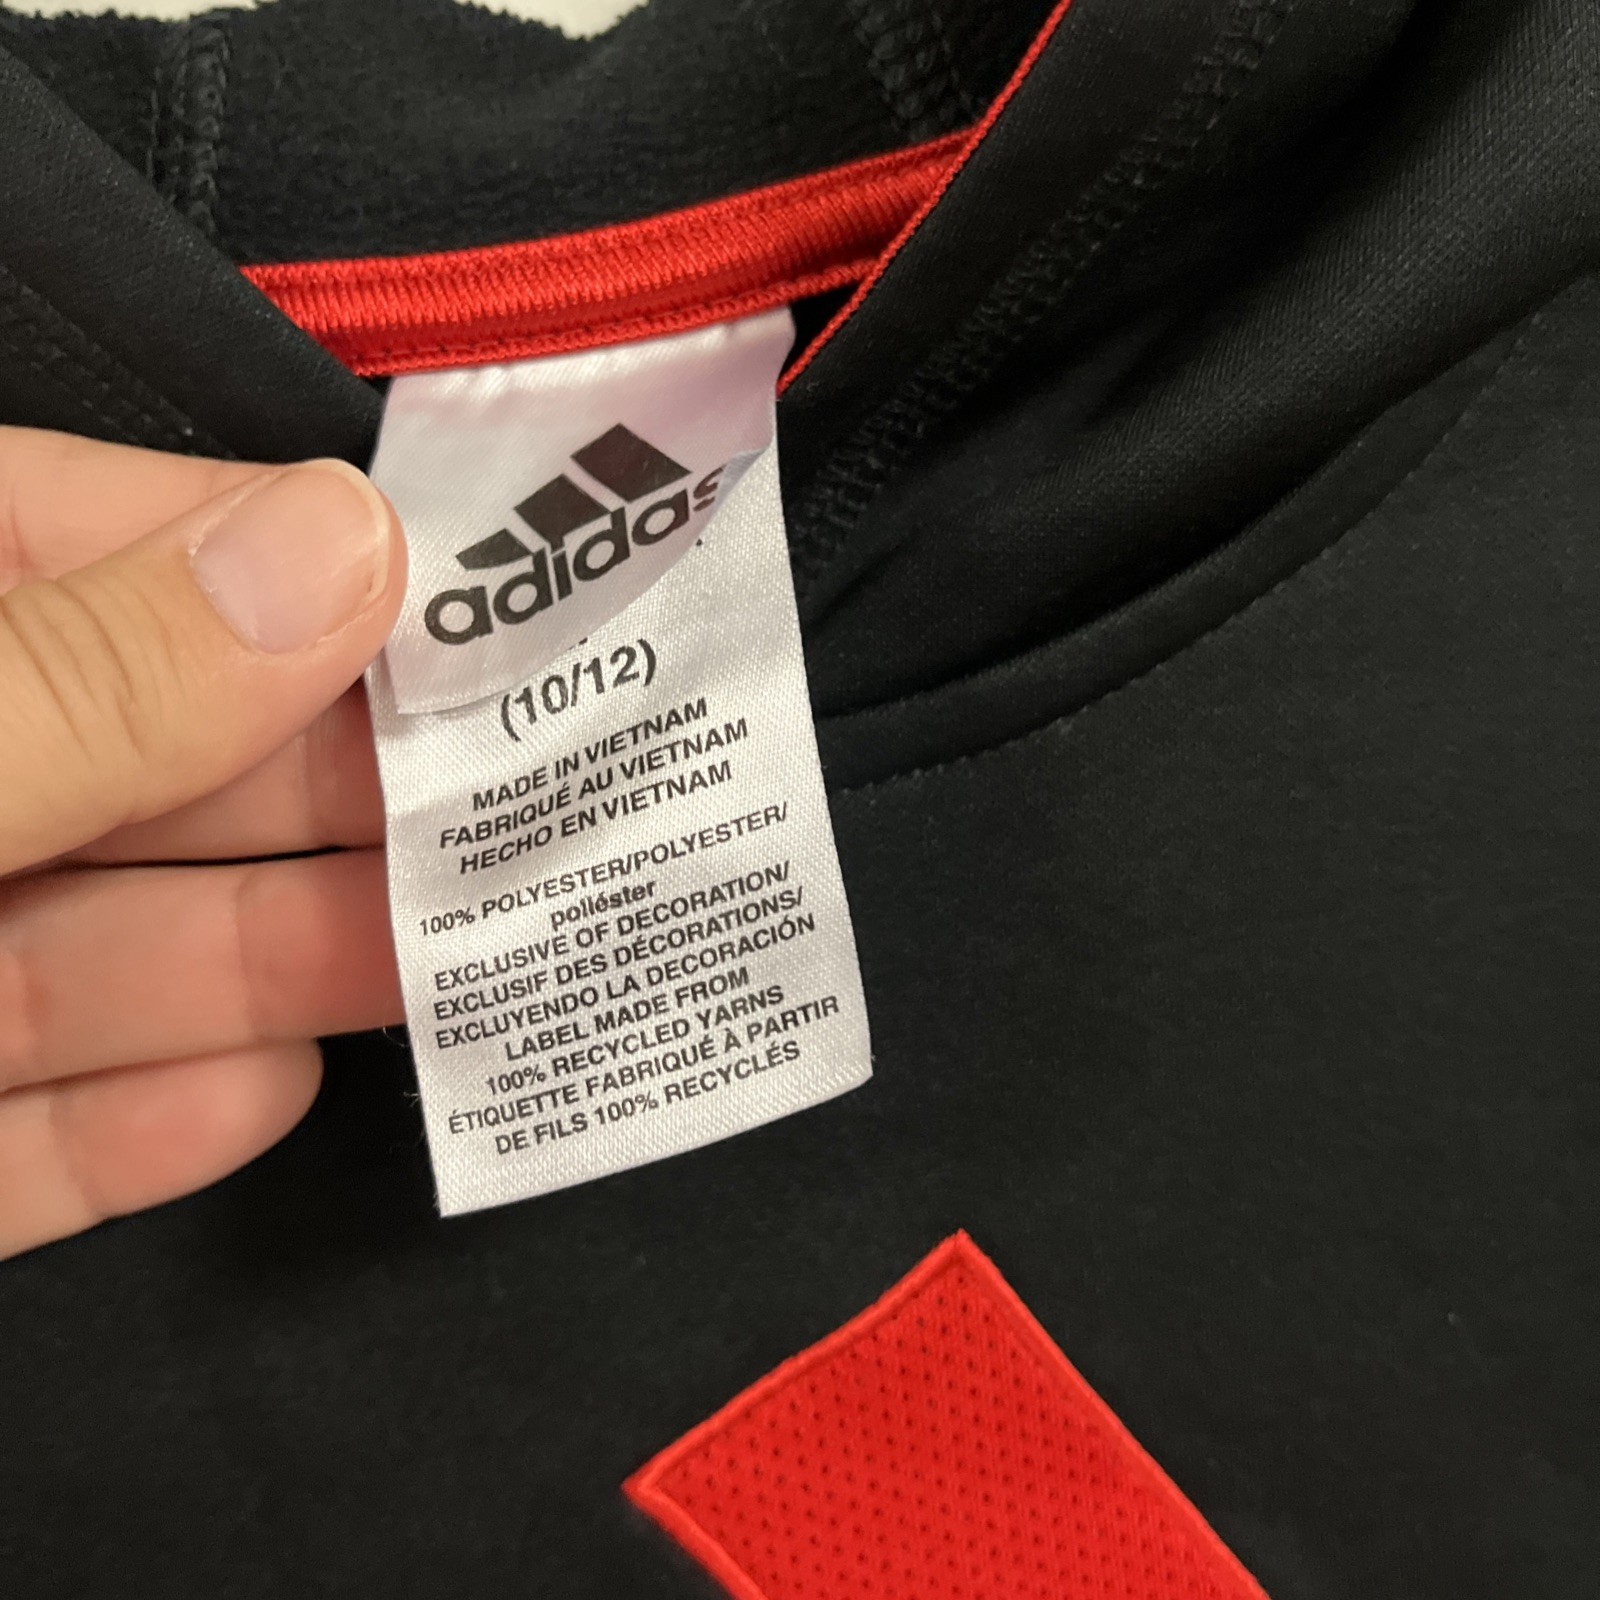 adidas
(10/12)
MADE IN VIETNAM
FABRIQUÉ AU VIETNAM
HECHO EN VIETNAM
100% POLYESTER/POLYESTER/
poliéster
EXCLUSIVE OF DECORATION/
EXCLUSIF DES DÉCORATIONS/
EXCLUYENDO LA DECORACIÓN
LABEL MADE FROM
100% RECYCLED YARNS
ÉTIQUETTE FABRIQUÉ À PARTIR
DE FILS 100% RECYCLÉS